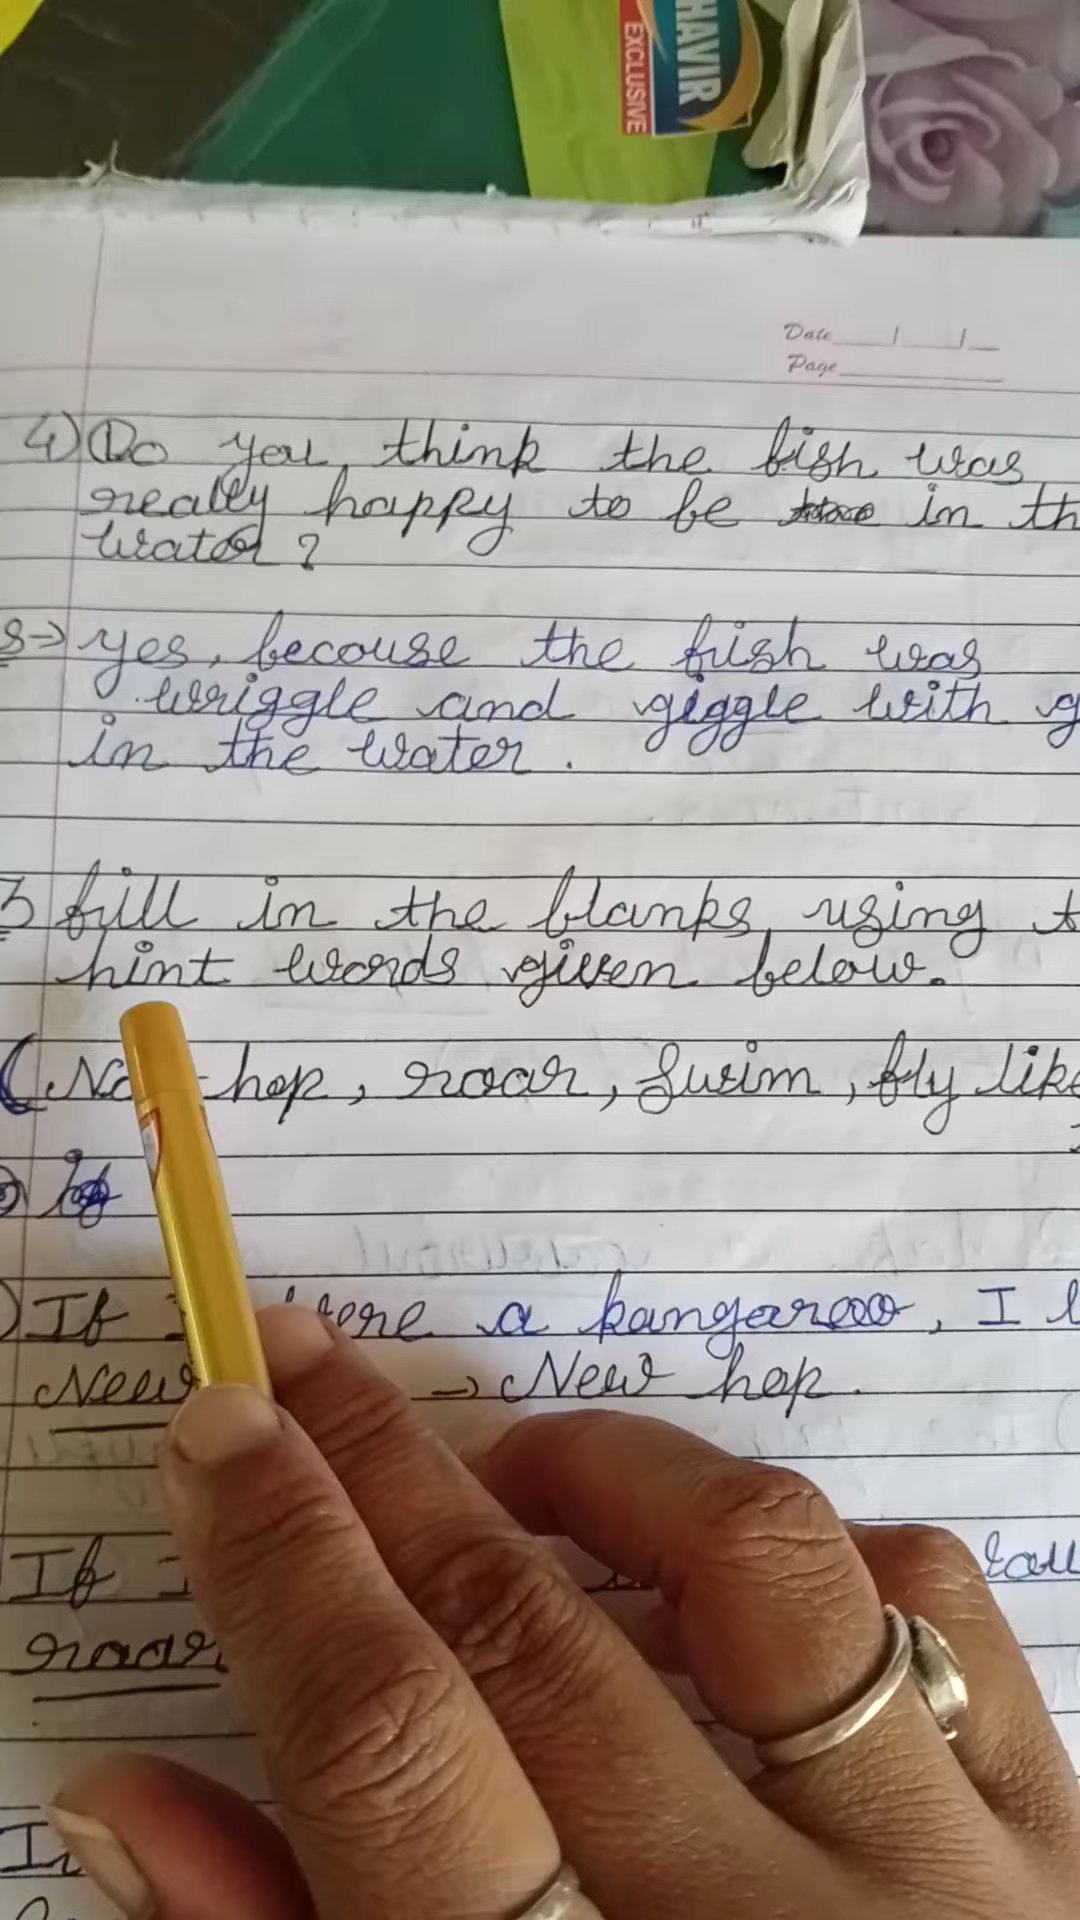 HAVIR
EXCLUSIVE
Date
Page
4) Do you think the fish was
really happy to be in th
water?
s→ yes, becouse the fish was
wriggle and giggle with g
in the water.
3 fill in the blanks, using t
hint words given below.
hop, roar, Swim, fly like
If a kangaroo, I
New → New hop.
If
roar